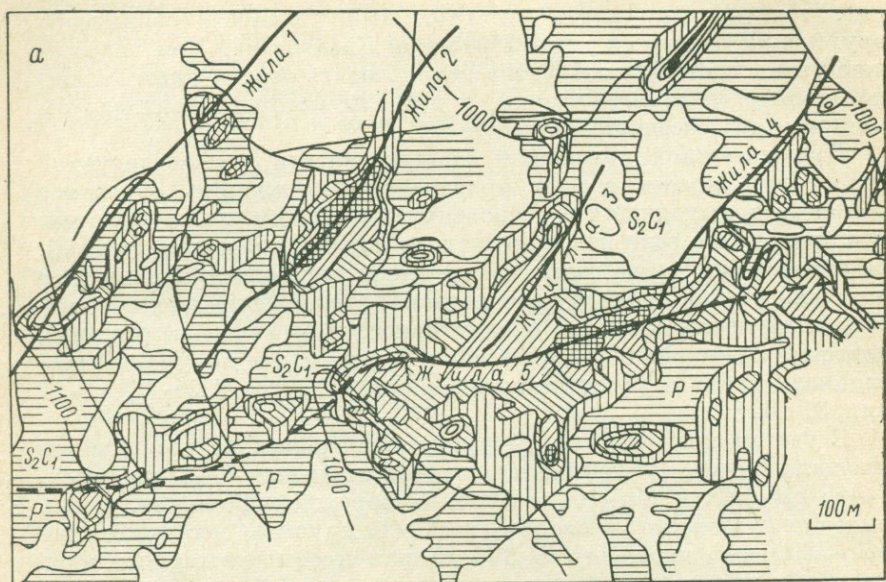 а
Жила 1
Жила 2
1000
Жила 4
1000
Жила 3
S₂C₁
S₂C₁
Жила 5
1100
P
S₂C₁
P
P
1000
100 м